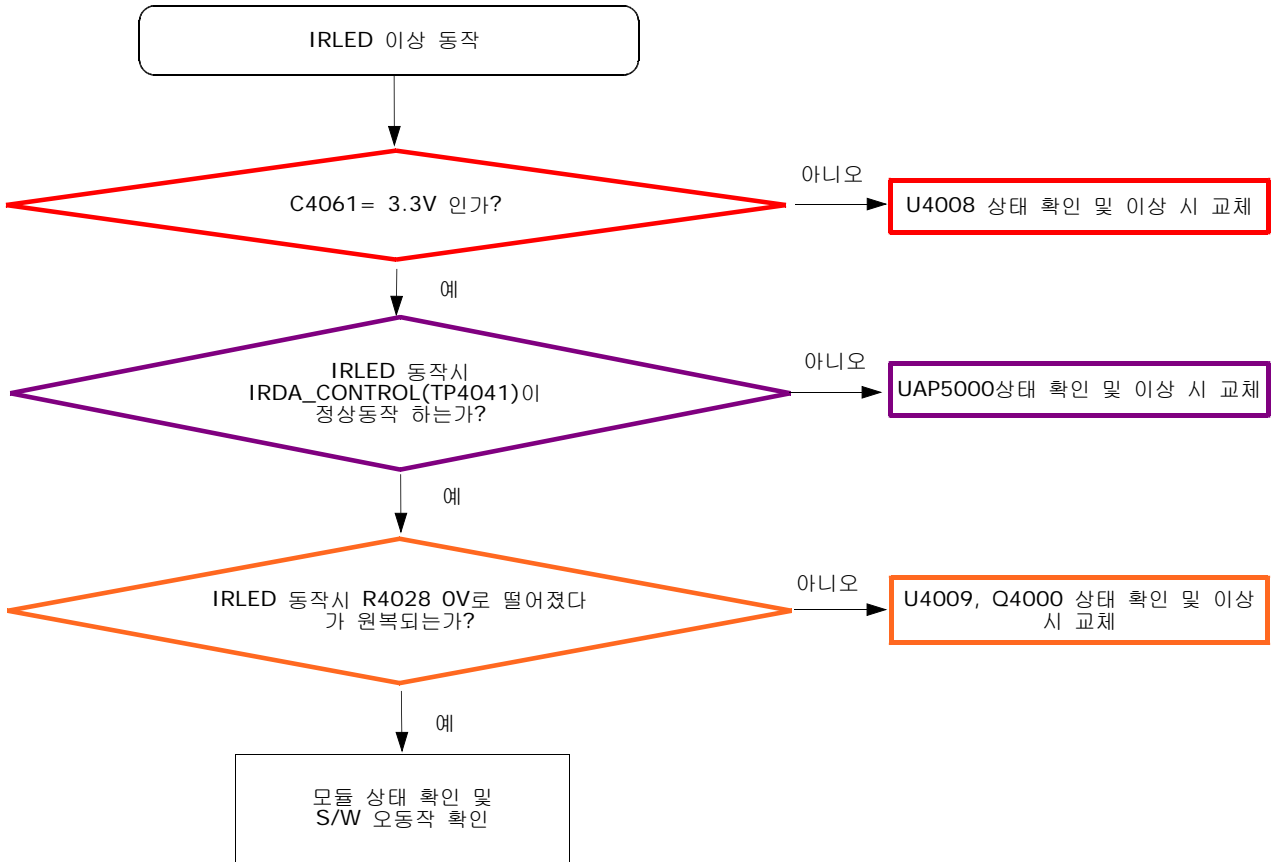 IRLED 이상 동작
C4061= 3.3V 인가?
아니오
U4008 상태 확인 및 이상 시 교체
예
IRLED 동작시
IRDA_CONTROL(TP4041)이
정상동작 하는가?
아니오
UAP5000상태 확인 및 이상 시 교체
예
IRLED 동작시 R4028 0V로 떨어졌다
가 원복되는가?
아니오
U4009, Q4000 상태 확인 및 이상
시 교체
예
모듈 상태 확인 및
S/W 오동작 확인